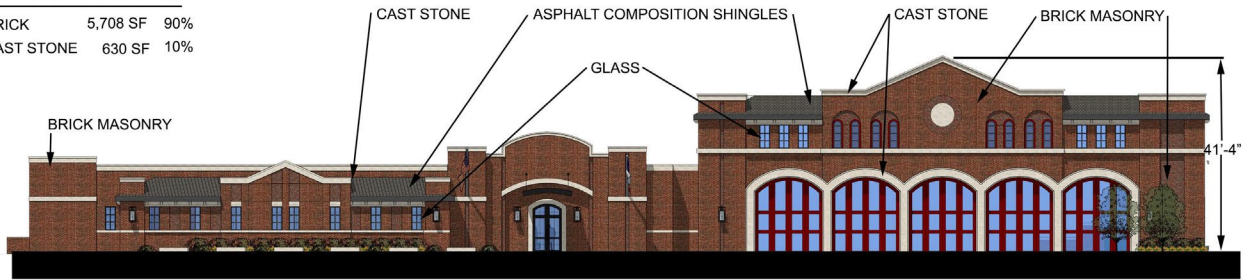 RICK 5,708 SF 90%
AST STONE 630 SF 10%
CAST STONE
ASPHALT COMPOSITION SHINGLES
CAST STONE
BRICK MASONRY
GLASS
BRICK MASONRY
41'-4"